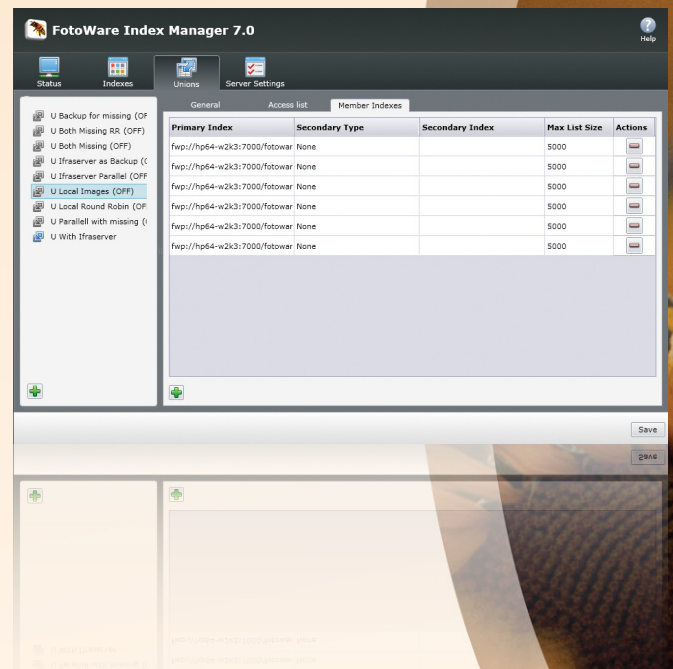 FotoWare Index Manager 7.0
Help
Status
Indexes
Unions
Server Settings
General
Access list
Member Indexes
U Backup for missing (OF
U Both Missing RR (OFF)
U Both Missing (OFF)
U Ifraserver as Backup (
U Ifraserver Parallel (OFF
U Local Images (OFF)
U Local Round Robin (OF
U Parallell with missing (
U With Ifraserver
Primary Index Secondary Type Secondary Index Max List Size Actions
fwp://hp64-w2k3:7000/fotowar None 5000
fwp://hp64-w2k3:7000/fotowar None 5000
fwp://hp64-w2k3:7000/fotowar None 5000
fwp://hp64-w2k3:7000/fotowar None 5000
fwp://hp64-w2k3:7000/fotowar None 5000
fwp://hp64-w2k3:7000/fotowar None 5000
Save
Save